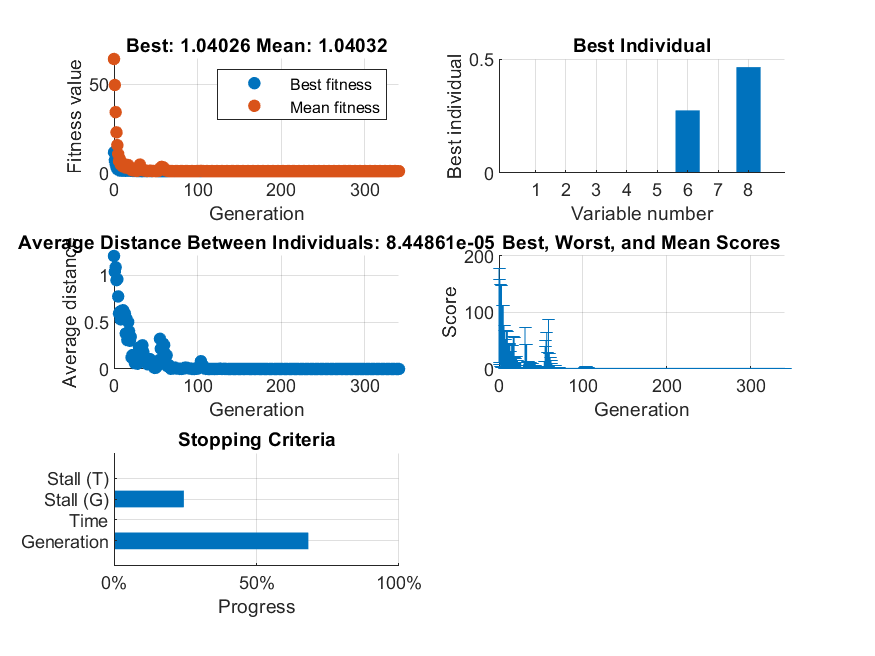 Best: 1.04026 Mean: 1.04032
Fitness value
50
0
Best fitness
Mean fitness
0 100 200 300
Generation
Best Individual
Best individual
0.5
0
1 2 3 4 5 6 7 8
Variable number
Average Distance Between Individuals: 8.44861e-05
Average distance
1
0.5
0
0 100 200 300
Generation
Best, Worst, and Mean Scores
Score
200
100
0
0 100 200 300
Generation
Stopping Criteria
Stall (T)
Stall (G)
Time
Generation
0% 50% 100%
Progress